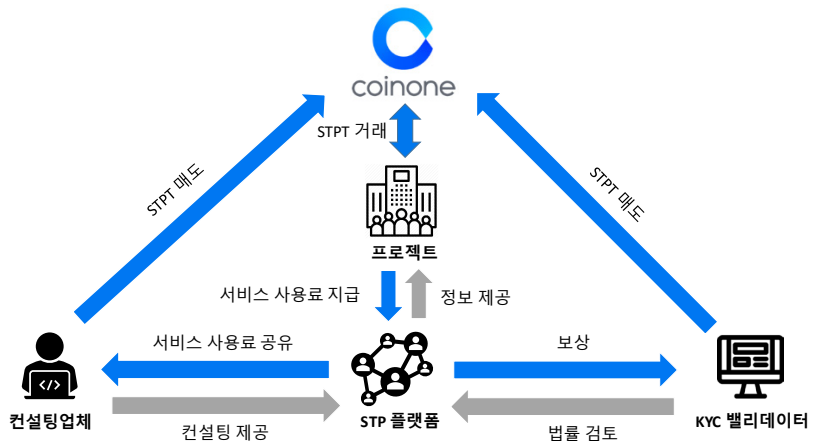 coinone
STPT 거래
STPT 매도
STPT 매도
프로젝트
서비스 사용료 지급
정보 제공
서비스 사용료 공유
보상
</>
컨설팅업체
STP 플랫폼
KYC 밸리데이터
컨설팅 제공
법률 검토